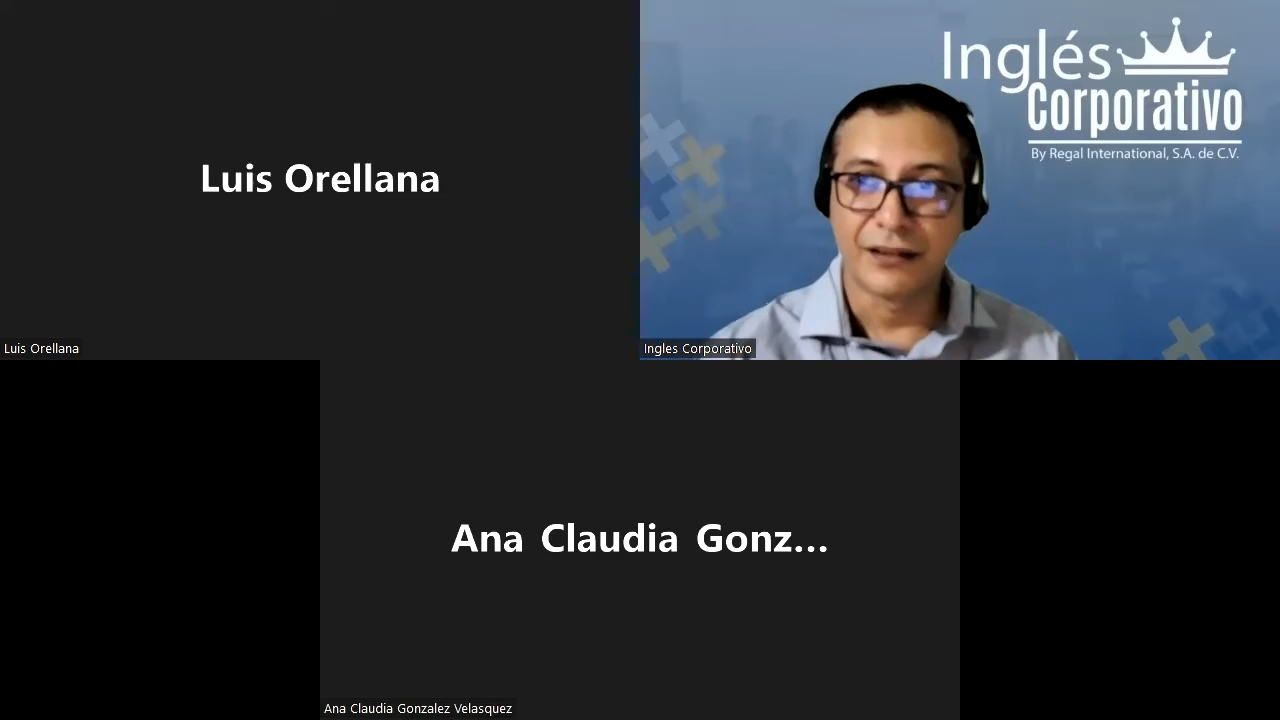 Luis Orellana
Luis Orellana
Inglés
Corporativo
By Regal International, S.A. de C.V.
Ingles Corporativo
Ana Claudia Gonz...
Ana Claudia Gonzalez Velasquez